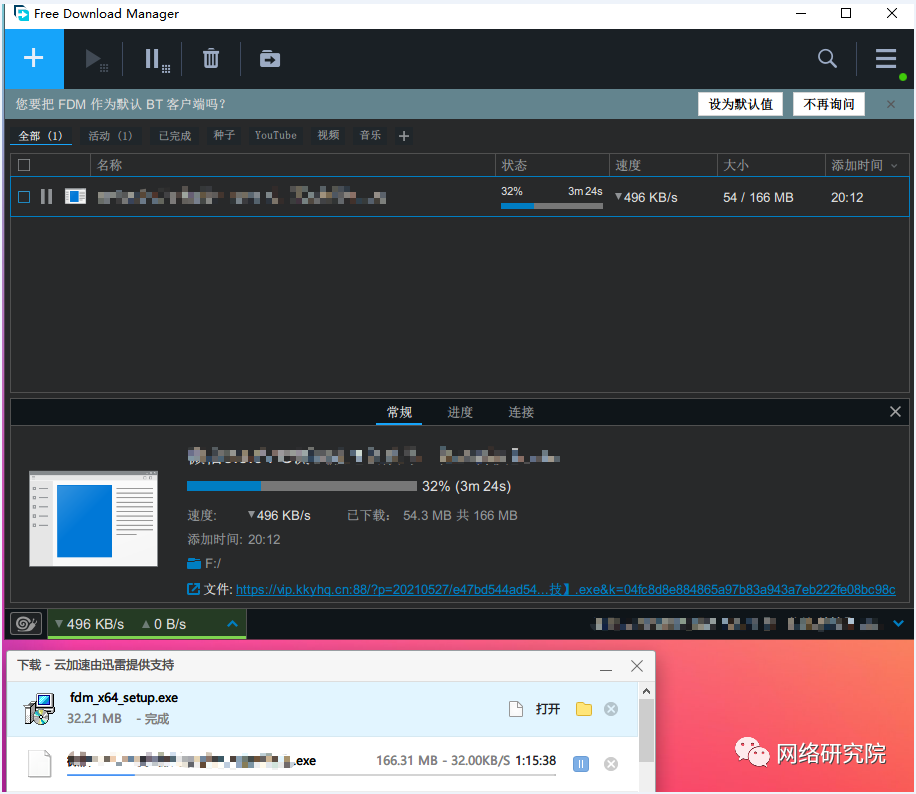 Free Download Manager
您要把 FDM 作为默认 BT 客户端吗? 设为默认值 不再询问
全部 (1) 活动 (1) 已完成 种子 YouTube 视频 音乐
名称 状态 速度 大小 添加时间
32% 3m 24s 496 KB/s 54 / 166 MB 20:12
常规 进度 连接
32% (3m 24s)
速度: 496 KB/s 已下载: 54.3 MB 共 166 MB
添加时间: 20:12
F:/
文件: https://vip.kkyhq.cn:88/?p=20210527/e47bd544ad54...技】.exe&k=04fc8d8e884865a97b83a943a7eb222fe08bc98c
496 KB/s 0 B/s
下载 - 云加速由迅雷提供支持
fdm_x64_setup.exe
打开
32.21 MB - 完成
.exe 166.31 MB - 32.00KB/S 1:15:38
网络研究院